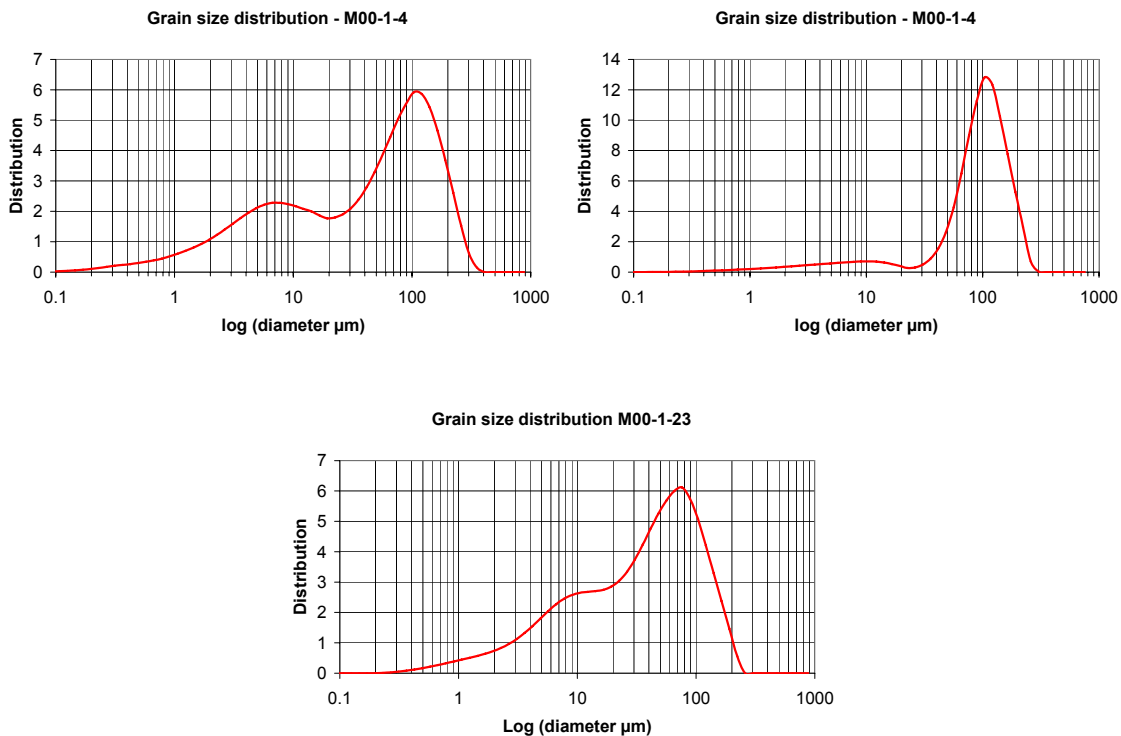 Grain size distribution - M00-1-4
7
6
5
4
3
2
1
0
Distribution
0.1 1 10 100 1000
log (diameter µm)
Grain size distribution - M00-1-4
14
12
10
8
6
4
2
0
Distribution
0.1 1 10 100 1000
log (diameter µm)
Grain size distribution M00-1-23
7
6
5
4
3
2
1
0
Distribution
0.1 1 10 100 1000
Log (diameter µm)